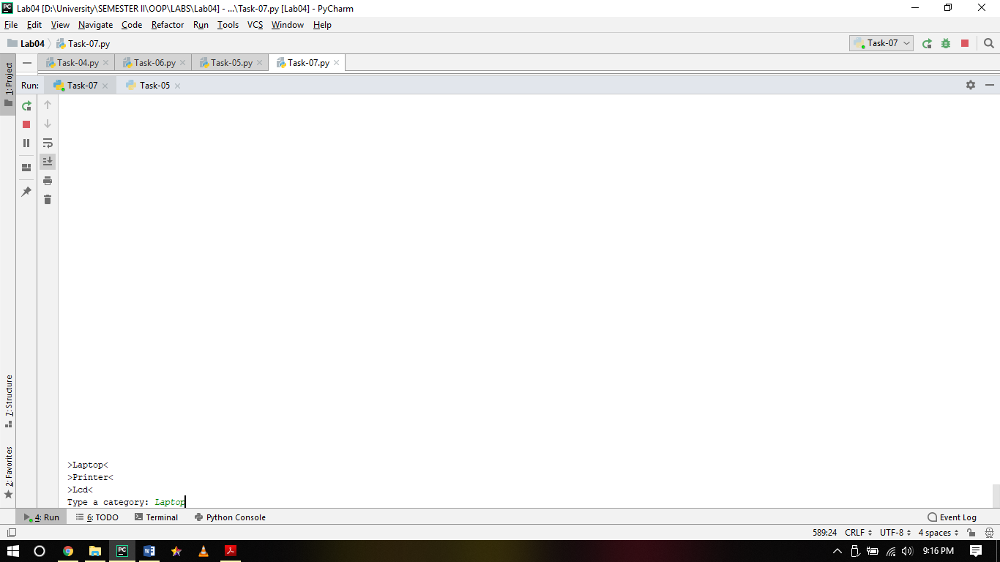 PC Lab04 [D:\University\SEMESTER II\OOP\LABS\Lab04] - ...\Task-07.py [Lab04] - PyCharm
File Edit View Navigate Code Refactor Run Tools VCS Window Help
Lab04 Task-07.py Task-07
1: Project
Task-04.py Task-06.py Task-05.py Task-07.py
Run: Task-07 Task-05
7: Structure
2: Favorites
>Laptop<
>Printer<
>Lcd<
Type a category: Laptop
4: Run 6: TODO Terminal Python Console Event Log
589:24 CRLF UTF-8 4 spaces
PC W 9:16 PM